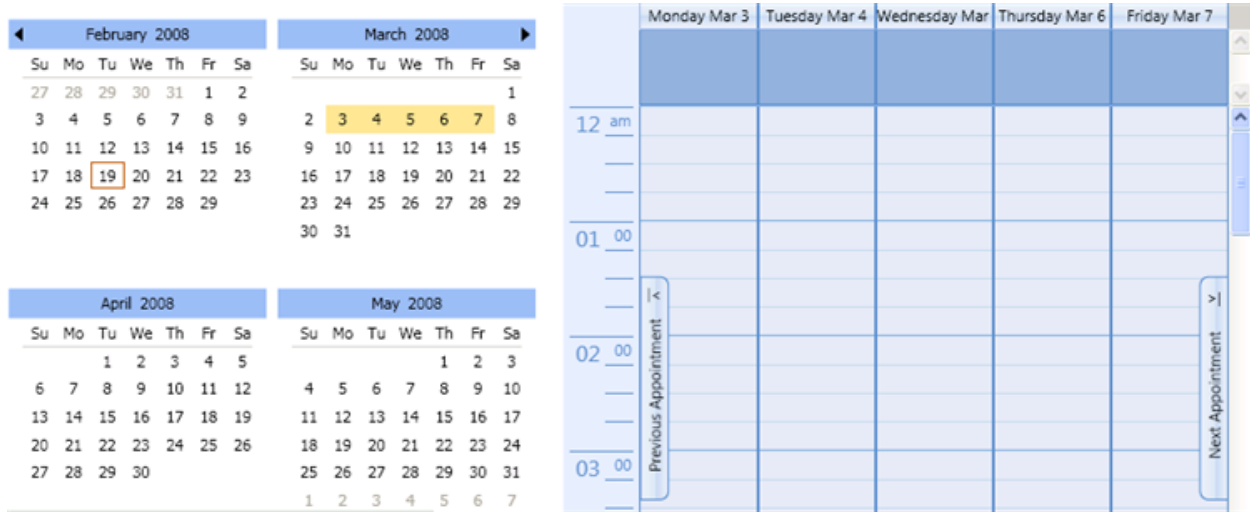 February 2008
Su Mo Tu We Th Fr Sa
27 28 29 30 31 1 2
3 4 5 6 7 8 9
10 11 12 13 14 15 16
17 18 19 20 21 22 23
24 25 26 27 28 29
March 2008
Su Mo Tu We Th Fr Sa
1
2 3 4 5 6 7 8
9 10 11 12 13 14 15
16 17 18 19 20 21 22
23 24 25 26 27 28 29
30 31
April 2008
Su Mo Tu We Th Fr Sa
1 2 3 4 5
6 7 8 9 10 11 12
13 14 15 16 17 18 19
20 21 22 23 24 25 26
27 28 29 30
May 2008
Su Mo Tu We Th Fr Sa
1 2 3
4 5 6 7 8 9 10
11 12 13 14 15 16 17
18 19 20 21 22 23 24
25 26 27 28 29 30 31
1 2 3 4 5 6 7
Monday Mar 3 Tuesday Mar 4 Wednesday Mar Thursday Mar 6 Friday Mar 7
12 am
01 00
02 00
03 00
Previous Appointment
Next Appointment